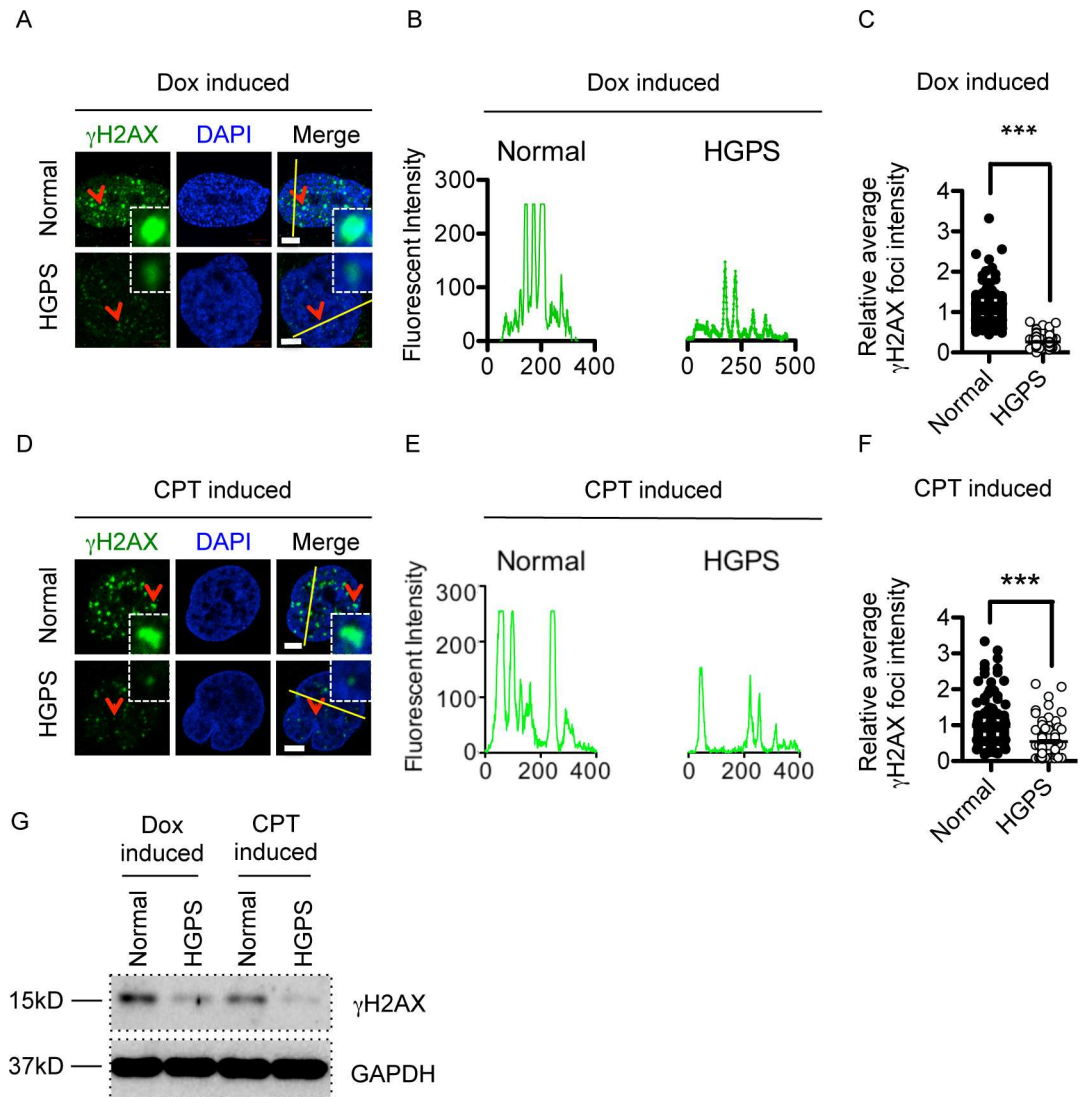 A
Dox induced
γH2AX DAPI Merge
Normal
HGPS
B
Dox induced
Normal HGPS
Fluorescent Intensity
300
200
100
0
0 200 400
0 250 500
C
Dox induced
***
Relative average
γH2AX foci intensity
4
3
2
1
0
Normal
HGPS
D
CPT induced
γH2AX DAPI Merge
Normal
HGPS
E
CPT induced
Normal HGPS
Fluorescent Intensity
300
200
100
0
0 200 400
0 200 400
F
CPT induced
***
Relative average
γH2AX foci intensity
4
3
2
1
0
Normal
HGPS
G
Dox
induced
CPT
induced
Normal
HGPS
Normal
HGPS
15kD
γH2AX
37kD
GAPDH